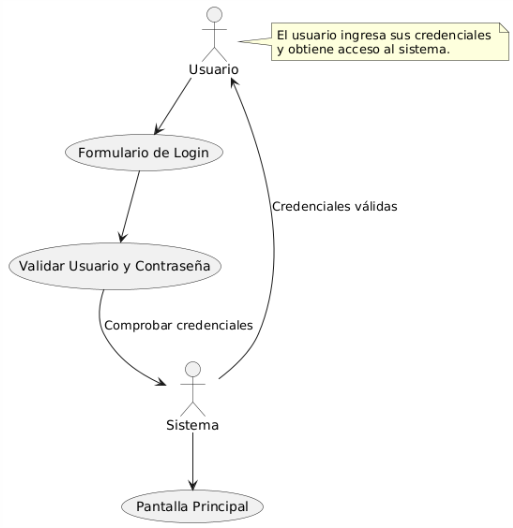 El usuario ingresa sus credenciales
y obtiene acceso al sistema.
Usuario
Formulario de Login
Credenciales válidas
Validar Usuario y Contraseña
Comprobar credenciales
Sistema
Pantalla Principal